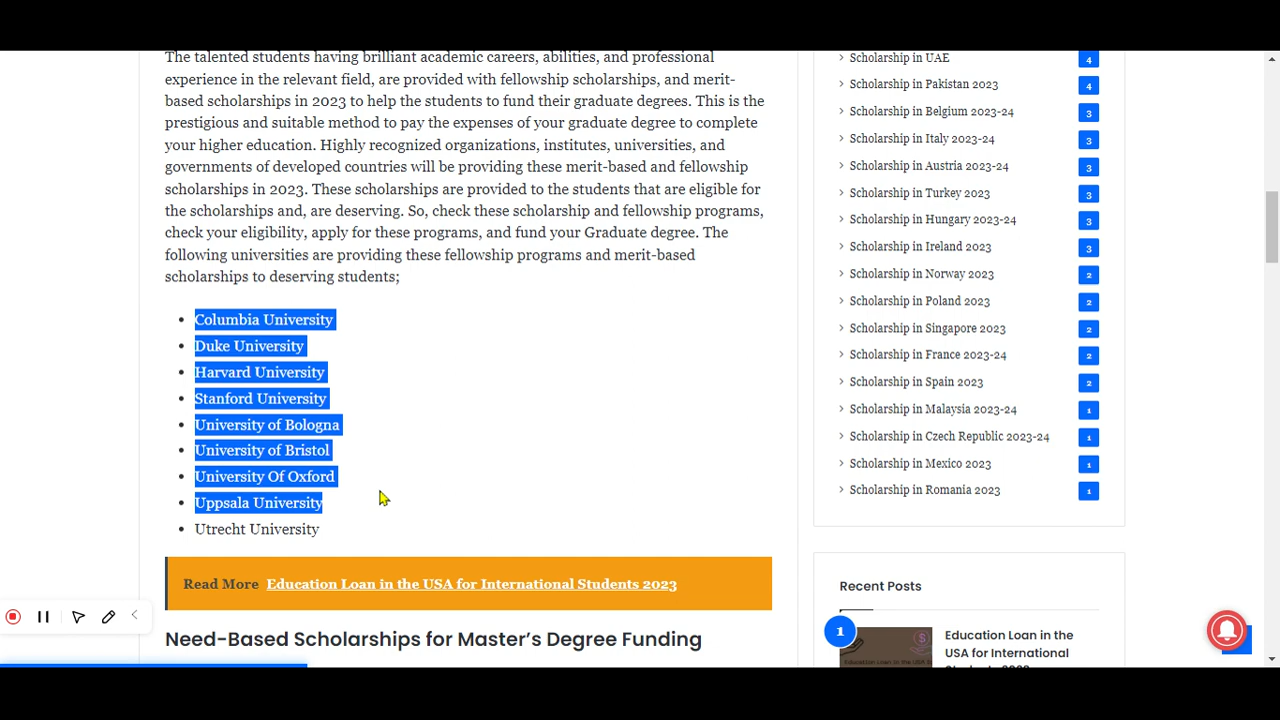 The talented students having brilliant academic careers, abilities, and professional
experience in the relevant field, are provided with fellowship scholarships, and merit-
based scholarships in 2023 to help the students to fund their graduate degrees. This is the
prestigious and suitable method to pay the expenses of your graduate degree to complete
your higher education. Highly recognized organizations, institutes, universities, and
governments of developed countries will be providing these merit-based and fellowship
scholarships in 2023. These scholarships are provided to the students that are eligible for
the scholarships and, are deserving. So, check these scholarship and fellowship programs,
check your eligibility, apply for these programs, and fund your Graduate degree. The
following universities are providing these fellowship programs and merit-based
scholarships to deserving students;
Columbia University
Duke University
Harvard University
Stanford University
University of Bologna
University of Bristol
University Of Oxford
Uppsala University
Utrecht University
Read More Education Loan in the USA for International Students 2023
Need-Based Scholarships for Master's Degree Funding
Scholarship in UAE 4
Scholarship in Pakistan 2023 4
Scholarship in Belgium 2023-24 3
Scholarship in Italy 2023-24 3
Scholarship in Austria 2023-24 3
Scholarship in Turkey 2023 3
Scholarship in Hungary 2023-24 3
Scholarship in Ireland 2023 3
Scholarship in Norway 2023 2
Scholarship in Poland 2023 2
Scholarship in Singapore 2023 2
Scholarship in France 2023-24 2
Scholarship in Spain 2023 2
Scholarship in Malaysia 2023-24 1
Scholarship in Czech Republic 2023-24 1
Scholarship in Mexico 2023 1
Scholarship in Romania 2023 1
Recent Posts
1
Education Loan in the
USA for International